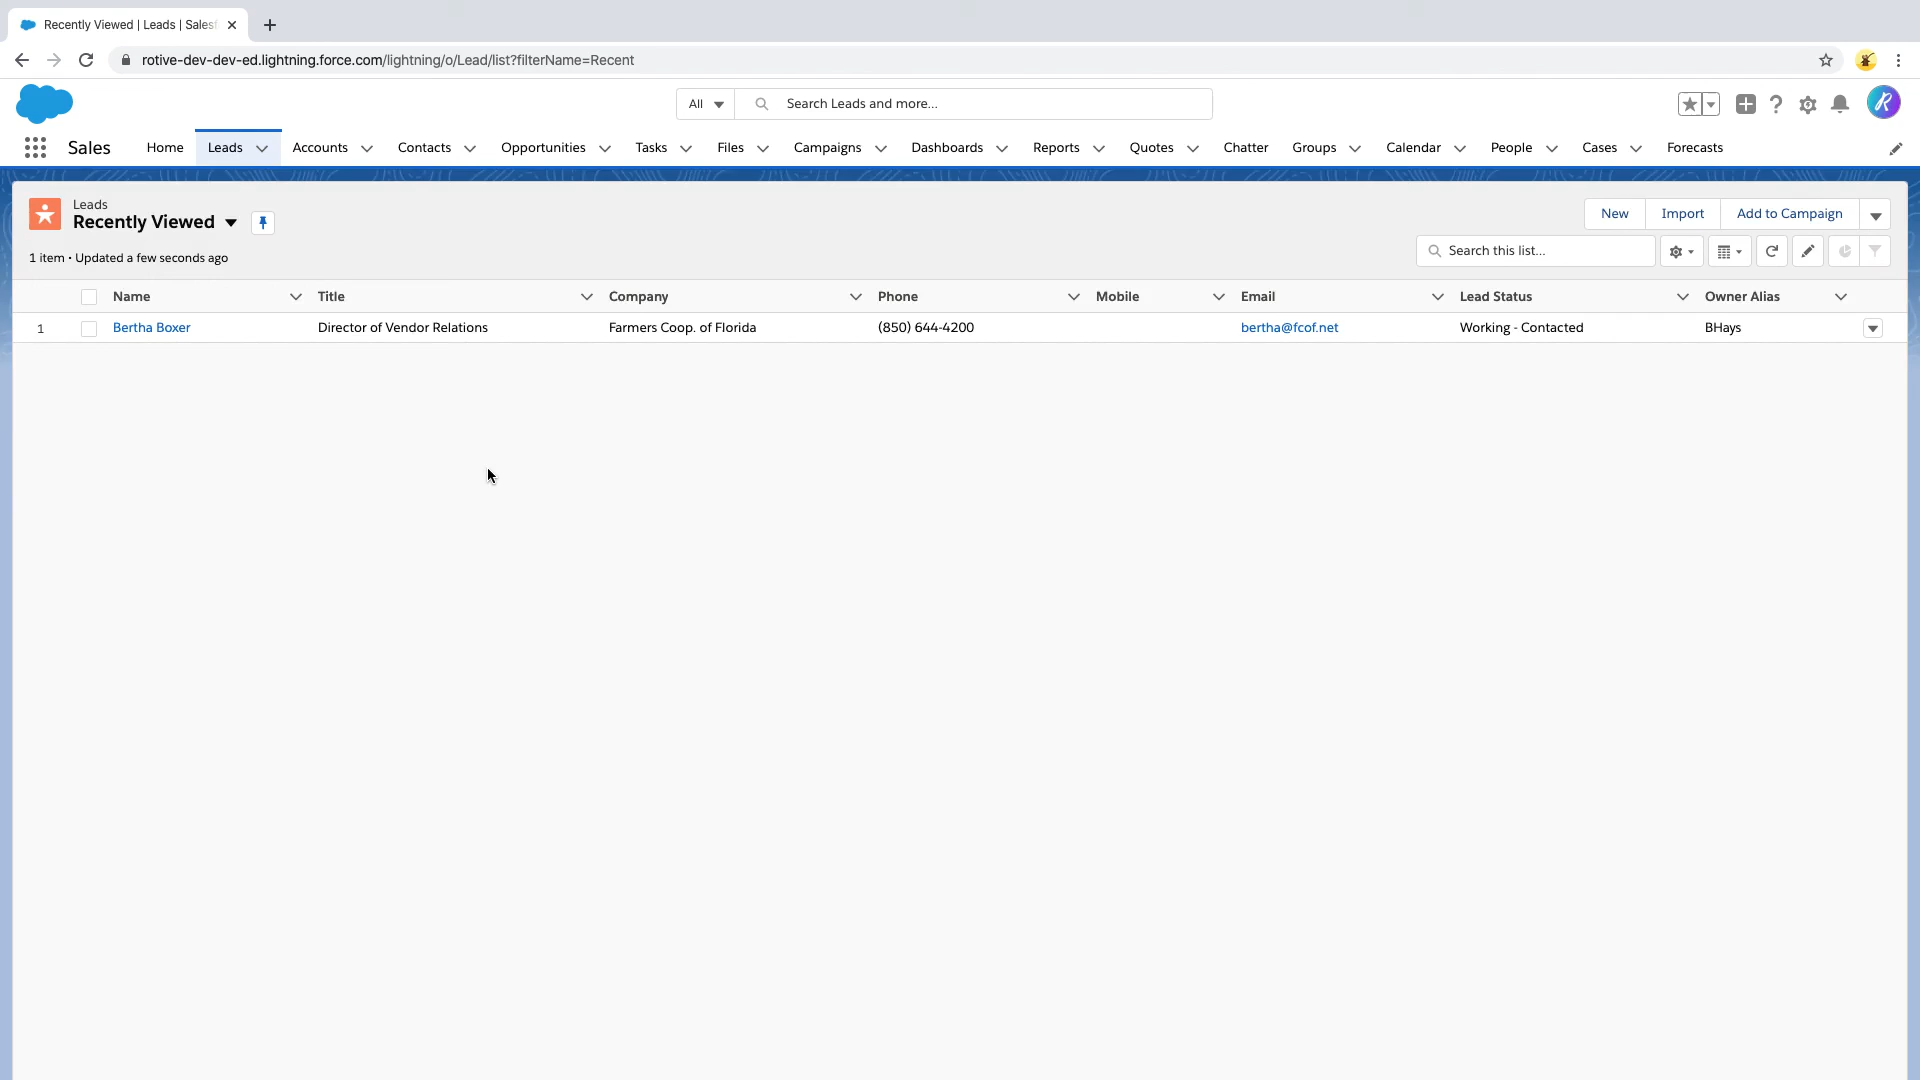 Recently Viewed | Leads | Sales
rotive-dev-dev-ed.lightning.force.com/lightning/o/Lead/list?filterName=Recent
All
Search Leads and more...
Sales Home Leads Accounts Contacts Opportunities Tasks Files Campaigns Dashboards Reports Quotes Chatter Groups Calendar People Cases Forecasts
Leads
Recently Viewed
New Import Add to Campaign
1 item • Updated a few seconds ago
Search this list...
Name Title Company Phone Mobile Email Lead Status Owner Alias
1 Bertha Boxer Director of Vendor Relations Farmers Coop. of Florida (850) 644-4200 bertha@fcof.net Working - Contacted BHays